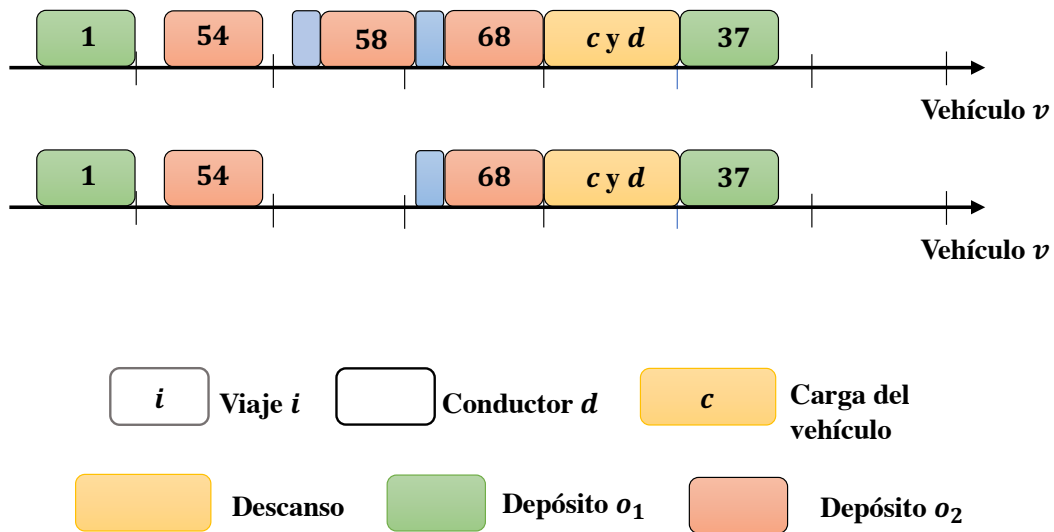 1 54 58 68 c y d 37
Vehículo v
1 54 68 c y d 37
Vehículo v
i Viaje i Conductor d c Carga del
vehículo
Descanso Depósito o₁ Depósito o₂